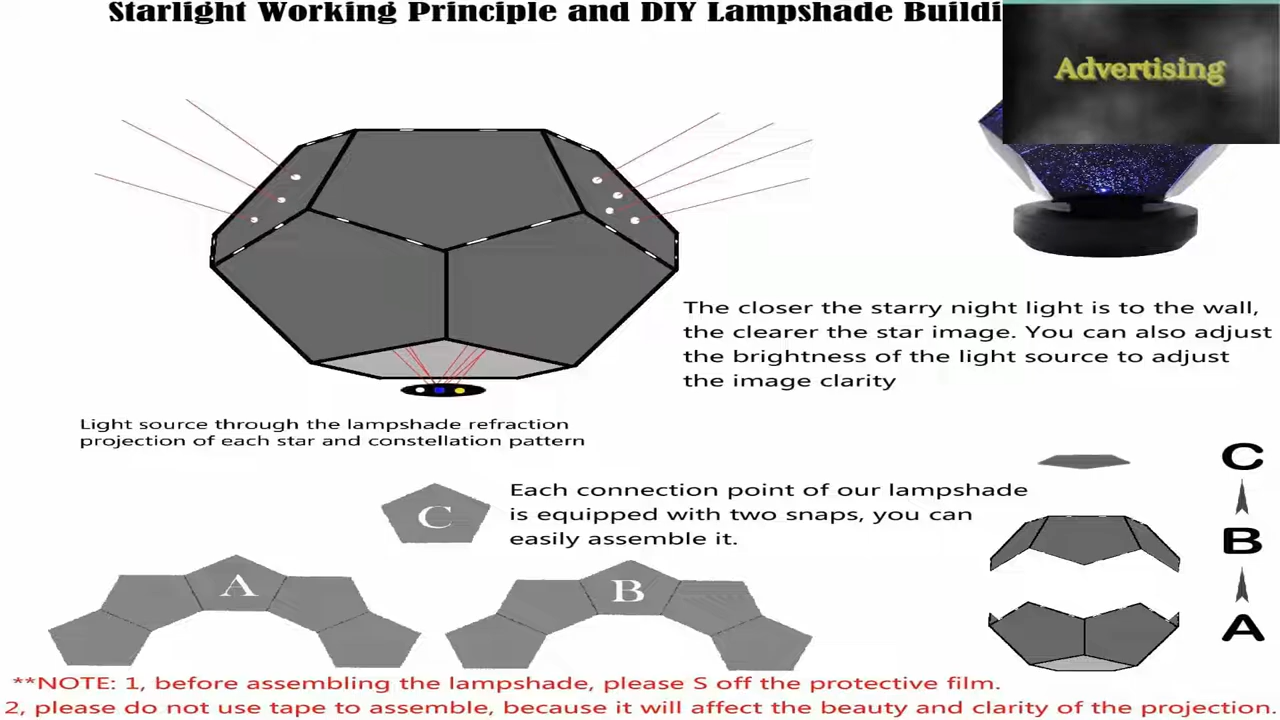 Starlight Working Principle and DIY Lampshade Buildi
Advertising
The closer the starry night light is to the wall,
the clearer the star image. You can also adjust
the brightness of the light source to adjust
the image clarity
Light source through the lampshade refraction
projection of each star and constellation pattern
C
Each connection point of our lampshade
is equipped with two snaps, you can
easily assemble it.
A
B
C
B
A
**NOTE: 1, before assembling the lampshade, please S off the protective film.
2, please do not use tape to assemble, because it will affect the beauty and clarity of the projection.